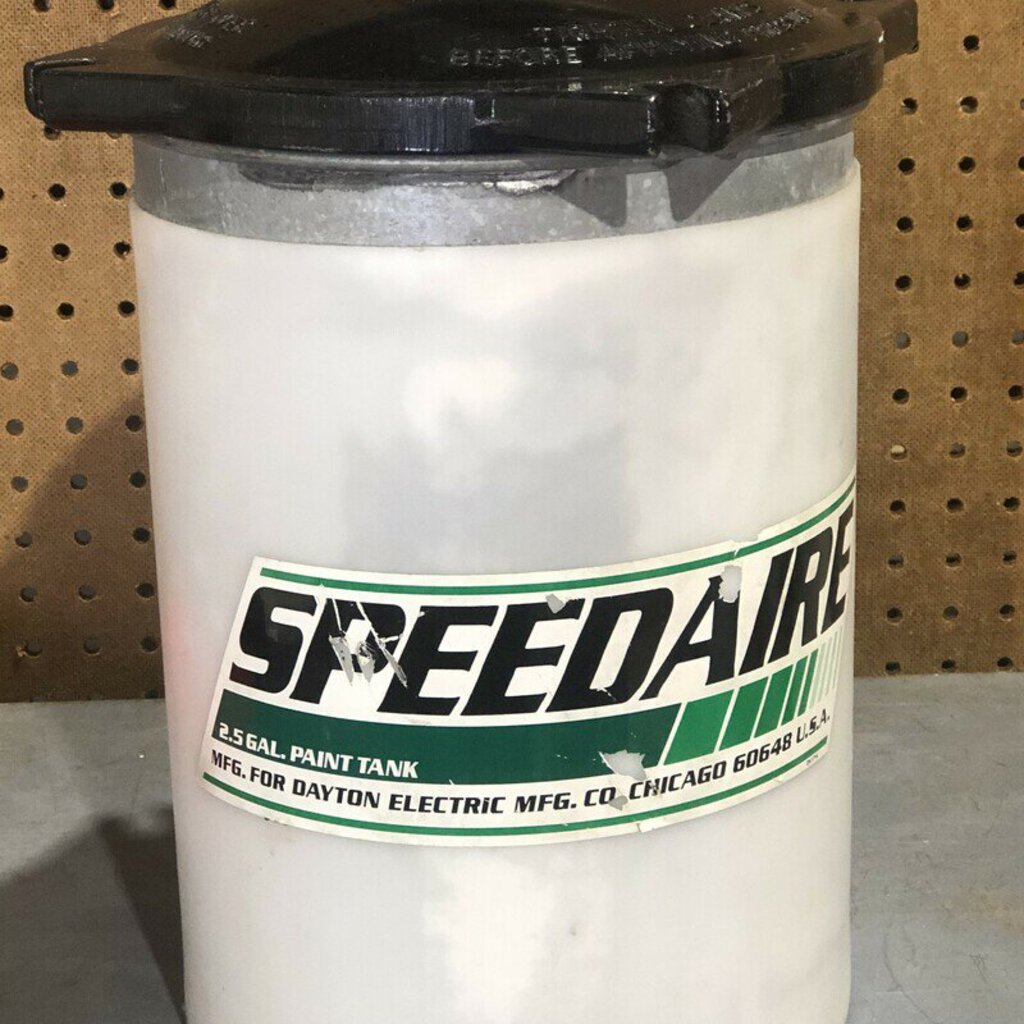 BEFORE
SPEEDAIRE
2.5 GAL. PAINT TANK
MFG. FOR DAYTON ELECTRIC MFG. CO. CHICAGO 60648 U.S.A.